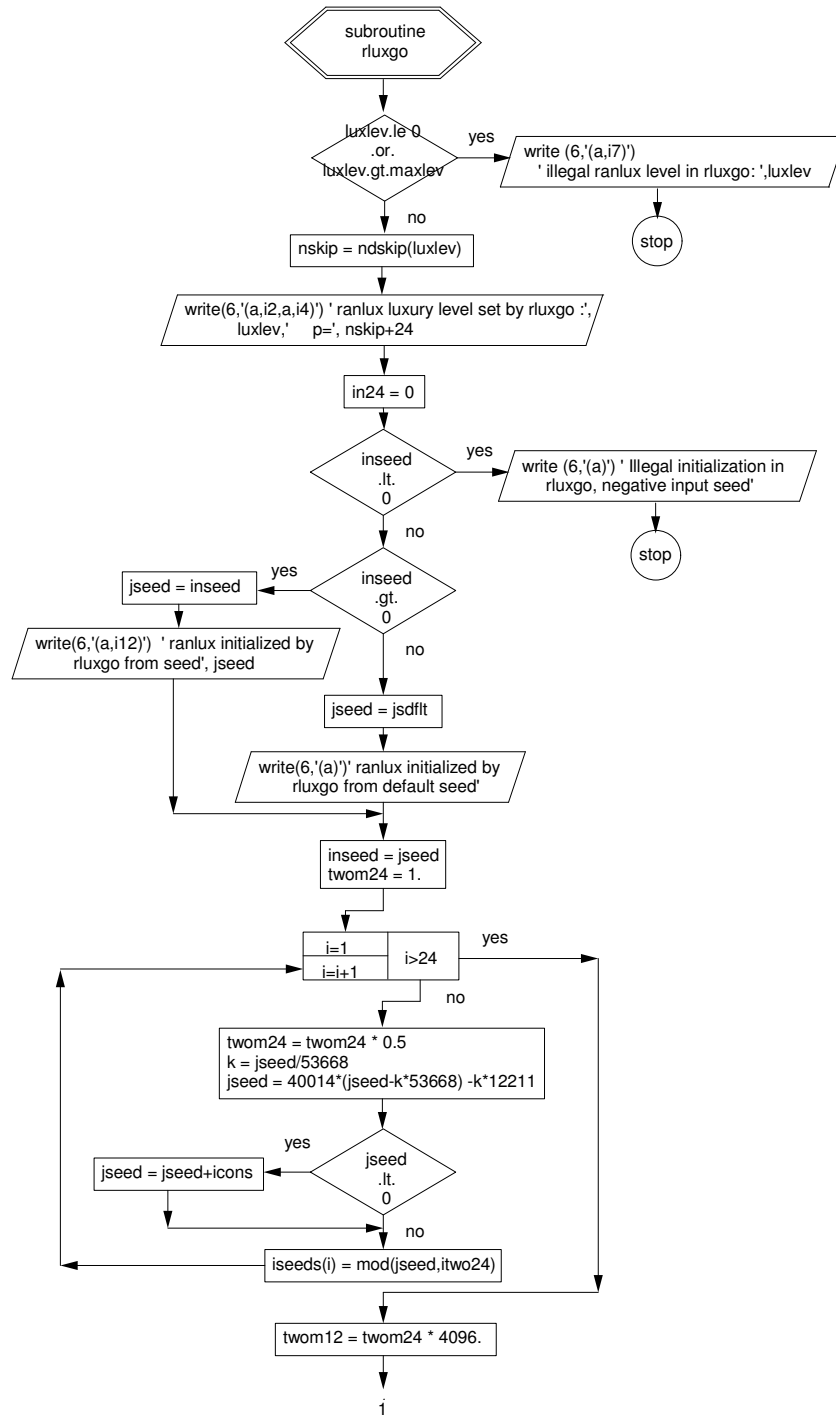 subroutine
rluxgo
luxlev.le 0
.or.
luxlev.gt.maxlev
yes
write (6,'(a,i7)')
' illegal ranlux level in rluxgo: ',luxlev
no
stop
nskip = ndskip(luxlev)
write(6,'(a,i2,a,i4)') ' ranlux luxury level set by rluxgo :',
luxlev,' p=', nskip+24
in24 = 0
inseed
.lt.
0
yes
write (6,'(a)') ' Illegal initialization in
rluxgo, negative input seed'
no
stop
inseed
.gt.
0
yes
jseed = inseed
write(6,'(a,i12)') ' ranlux initialized by
rluxgo from seed', jseed
no
jseed = jsdflt
write(6,'(a)')' ranlux initialized by
rluxgo from default seed'
inseed = jseed
twom24 = 1.
i=1
i=i+1
i>24
yes
no
twom24 = twom24 * 0.5
k = jseed/53668
jseed = 40014*(jseed-k*53668) -k*12211
jseed
.lt.
0
yes
jseed = jseed+icons
no
iseeds(i) = mod(jseed,itwo24)
twom12 = twom24 * 4096.
1